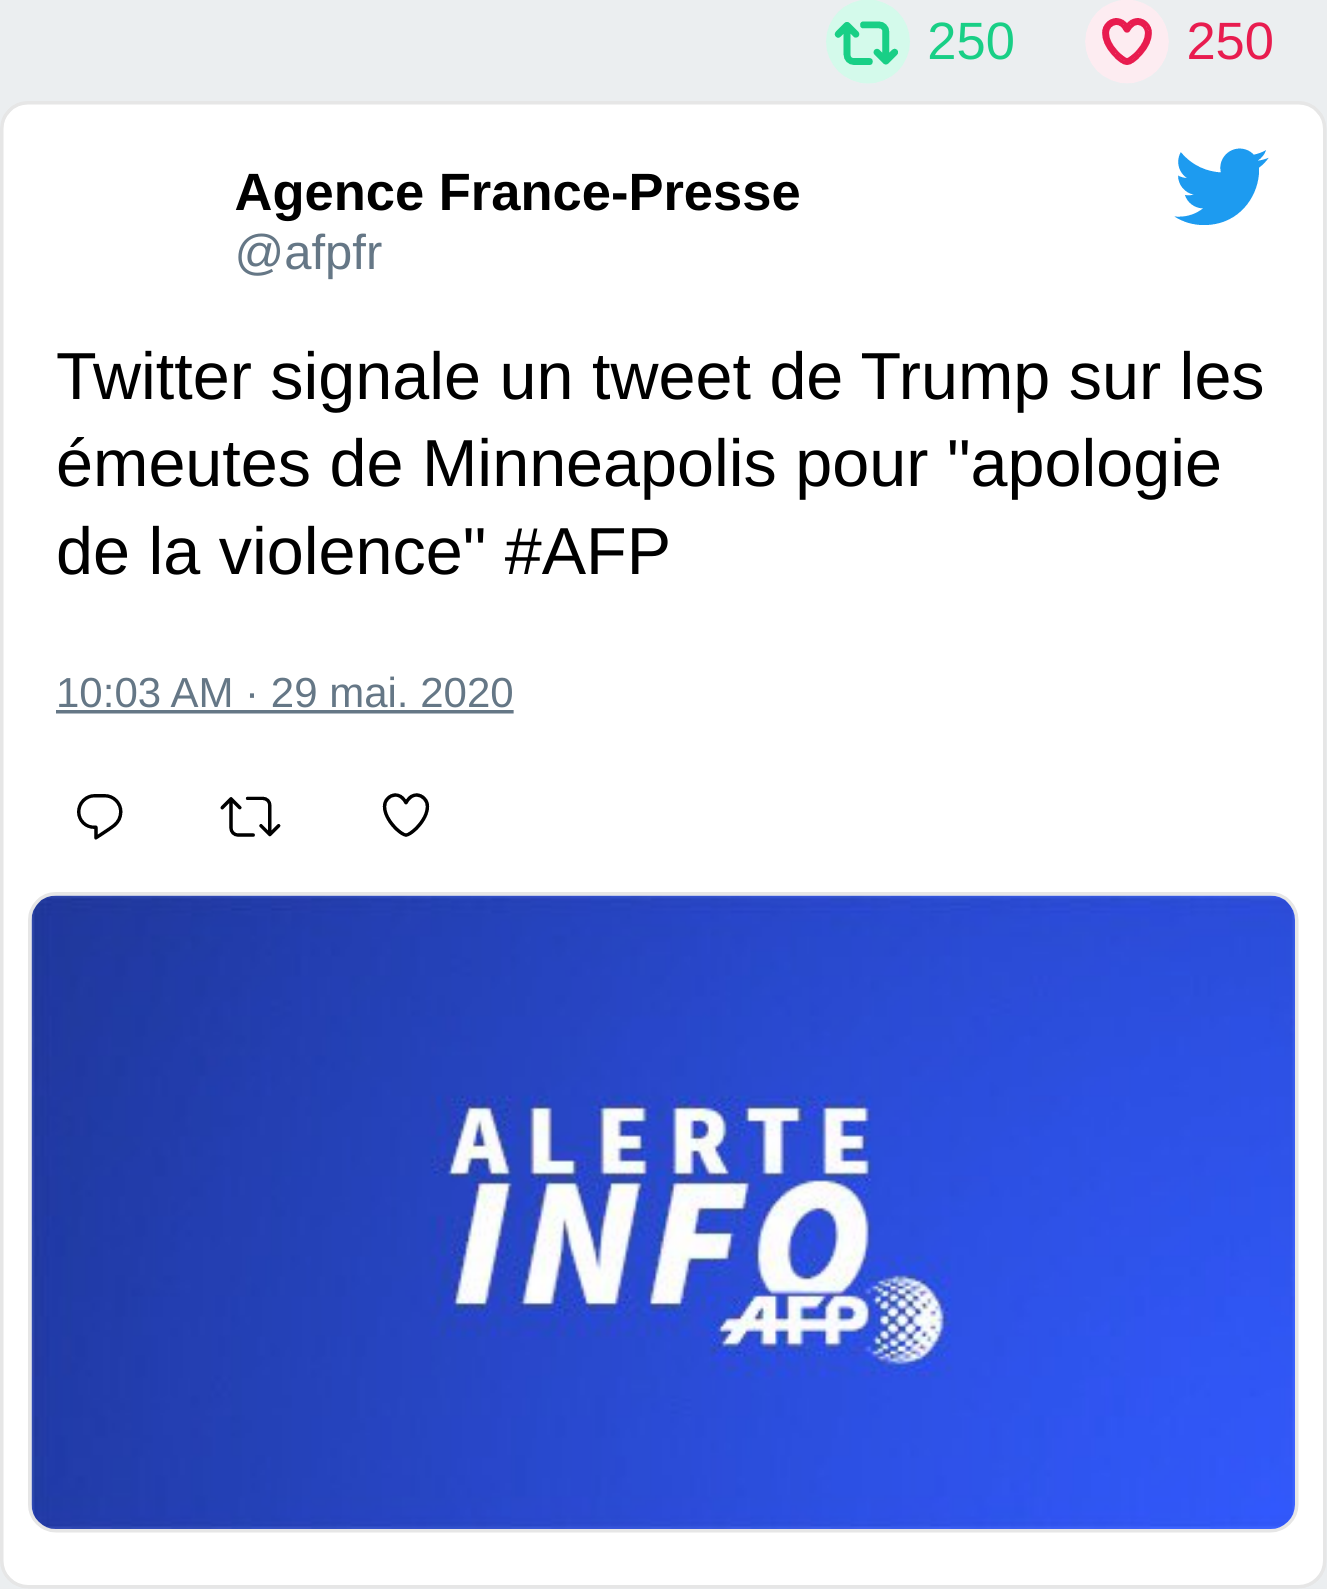 250 250
Agence France-Presse
@afpfr
Twitter signale un tweet de Trump sur les
émeutes de Minneapolis pour "apologie
de la violence" #AFP
10:03 AM · 29 mai. 2020
ALERTE
INFO
AFP